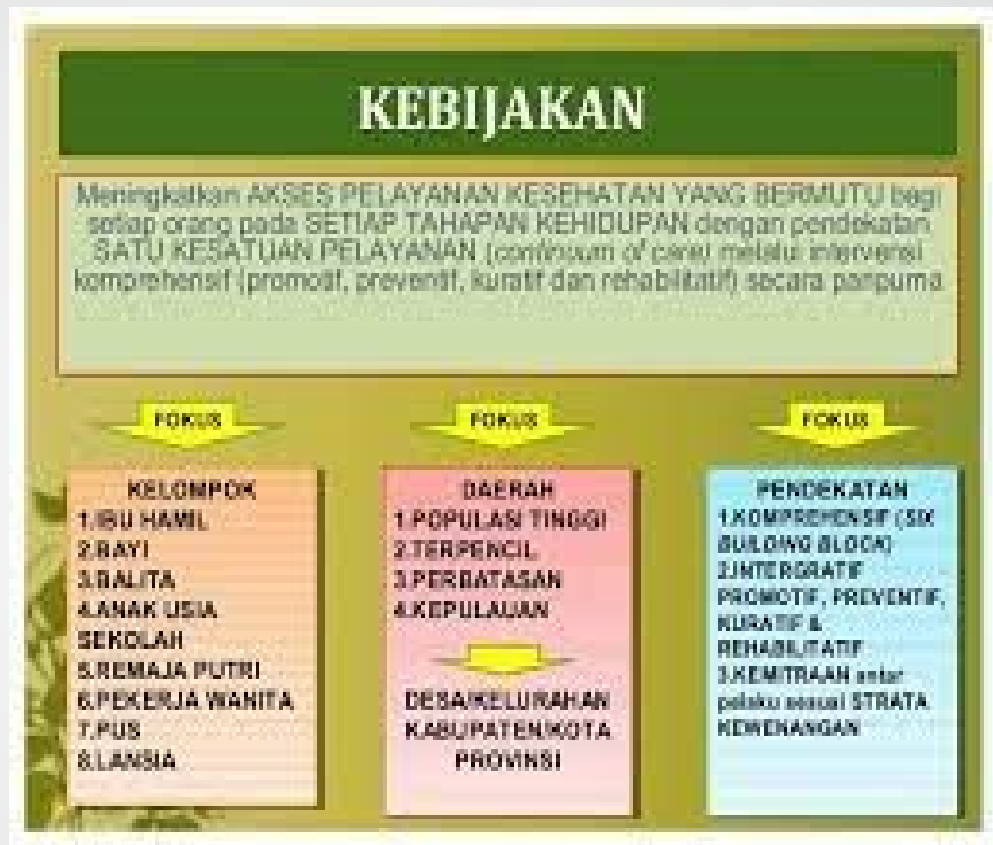 KEBIJAKAN
Meningkatkan AKSES PELAYANAN KESEHATAN YANG BERMUTU bagi
setiap orang pada SETIAP TAHAPAN KEHIDUPAN dengan pendekatan
SATU KESATUAN PELAYANAN (continuum of care) melalui intervensi
komprehensif (promotif, preventif, kuratif dan rehabilitatif) secara paripurna
FOKUS
KELOMPOK
1.IBU HAMIL
2.BAYI
3.BALITA
4.ANAK USIA
SEKOLAH
5.REMAJA PUTRI
6.PEKERJA WANITA
7.PUS
8.LANSIA
FOKUS
DAERAH
1.POPULASI TINGGI
2.TERPENCIL
3.PERBATASAN
4.KEPULAUAN
DESA/KELURAHAN
KABUPATEN/KOTA
PROVINSI
FOKUS
PENDEKATAN
1.KOMPREHENSIF (SIX
BUILDING BLOCK)
2.INTERGRATIF
PROMOTIF, PREVENTIF,
KURATIF &
REHABILITATIF
3.KEMITRAAN antar
pelaku sesuai STRATA
KEWENANGAN